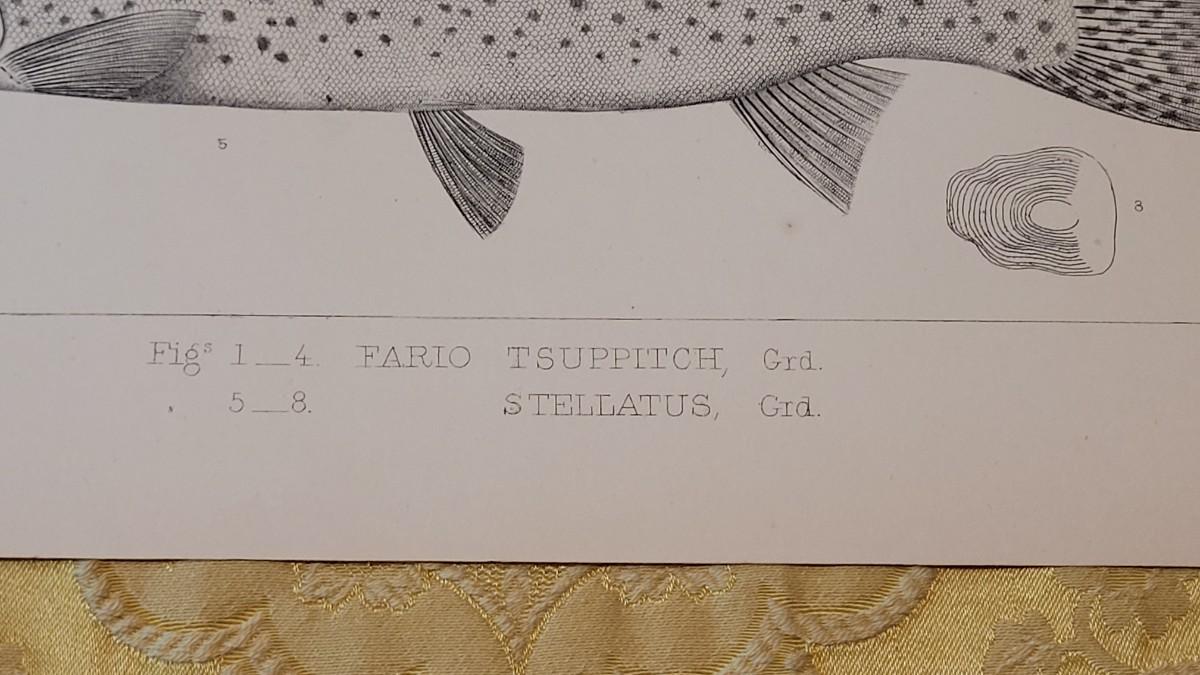 5
8
Figs 1__4. FARIO TSUPPITCH, Grd.
" 5__8. STELLATUS, Grd.